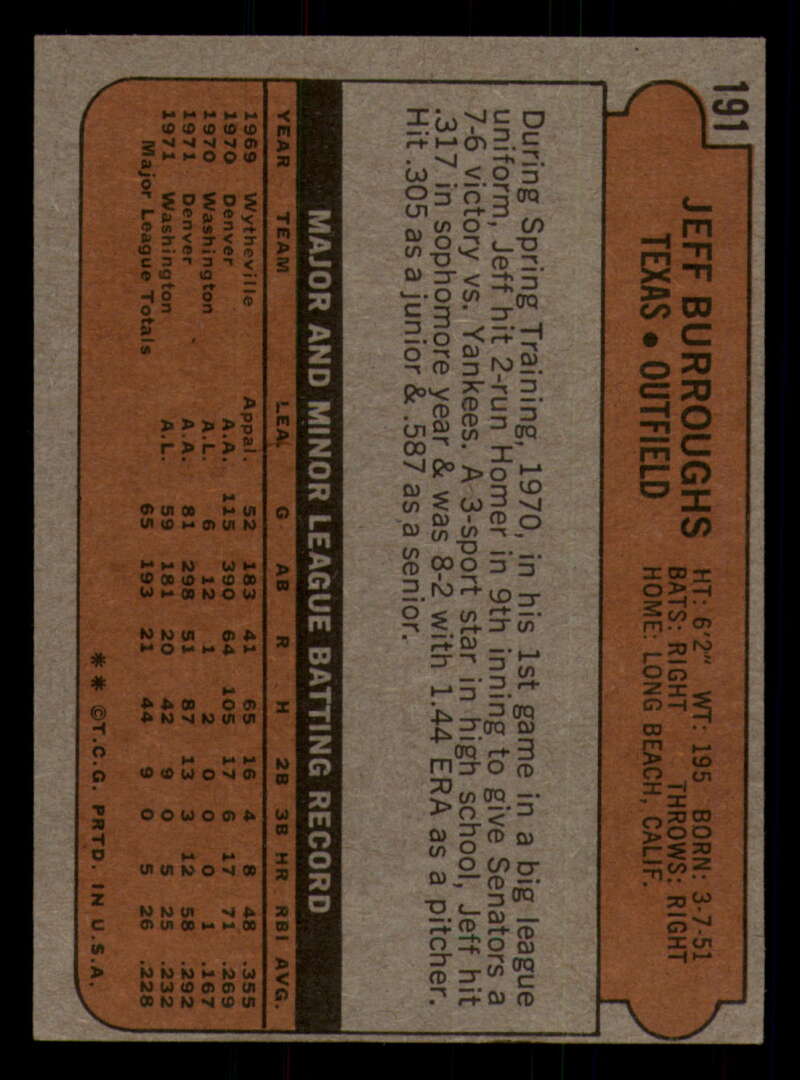 191
JEFF BURROUGHS
TEXAS • OUTFIELD
HT: 6'2" WT: 195 BORN: 3-7-51
BATS: RIGHT THROWS: RIGHT
HOME: LONG BEACH, CALIF.
During Spring Training, 1970, in his 1st game in a big league
uniform, Jeff hit 2-run Homer in 9th inning to give Senators a
7-6 victory vs. Yankees. A 3-sport star in high school, Jeff hit
.317 in sophomore year & was 8-2 with 1.44 ERA as a pitcher.
Hit .305 as a junior & .587 as a senior.
MAJOR AND MINOR LEAGUE BATTING RECORD
YEAR TEAM LEA. G AB R H 2B 3B HR RBI AVG.
1969 Wytheville Appal. 52 183 41 65 16 4 8 48 .355
1970 Denver A.A. 115 390 64 105 17 6 17 71 .269
1970 Washington A.L. 6 12 1 2 0 0 0 1 .167
1971 Denver A.A. 81 298 51 87 13 3 12 58 .292
1971 Washington A.L. 59 181 20 42 9 0 5 25 .232
Major League Totals 65 193 21 44 9 0 5 26 .228
** ©T.C.G. PRTD. IN U.S.A.